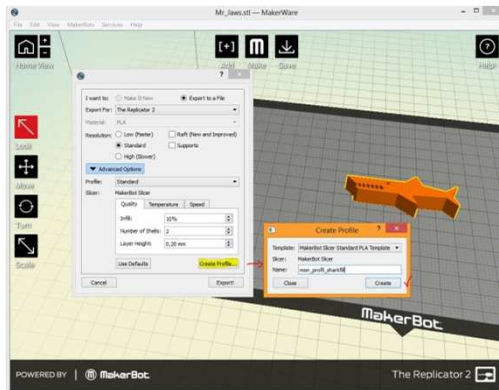 Mr_Jaws.stl — MakerWare
File Edit View MakerBots Services Help
Home View
Add Make Save
Help
?
I want to: Make It Now Export to a File
Export For: The Replicator 2
Material: PLA
Resolution: Low (Faster) Raft (New and Improved)
Standard Supports
High (Slower)
Look
Advanced Options
Profile: Standard
Move
Slicer: MakerBot Slicer
Quality Temperature Speed
Infill: 10%
Turn
Number of Shells: 2
Layer Height: 0,20 mm
Scale
Use Defaults Create Profile...
Cancel Export!
Create Profile ?
Template: MakerBot Slicer Standard PLA Template
Slicer: MakerBot Slicer
Name: mon_profil_sharkfill
Close Create
MakerBot
POWERED BY MakerBot The Replicator 2